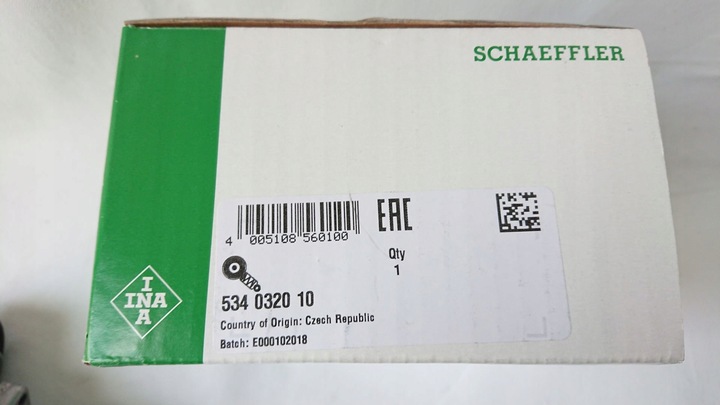 SCHAEFFLER
EAC
4 005108 560100
Qty
1
534 0320 10
Country of Origin: Czech Republic
Batch: E000102018
I
INA
A